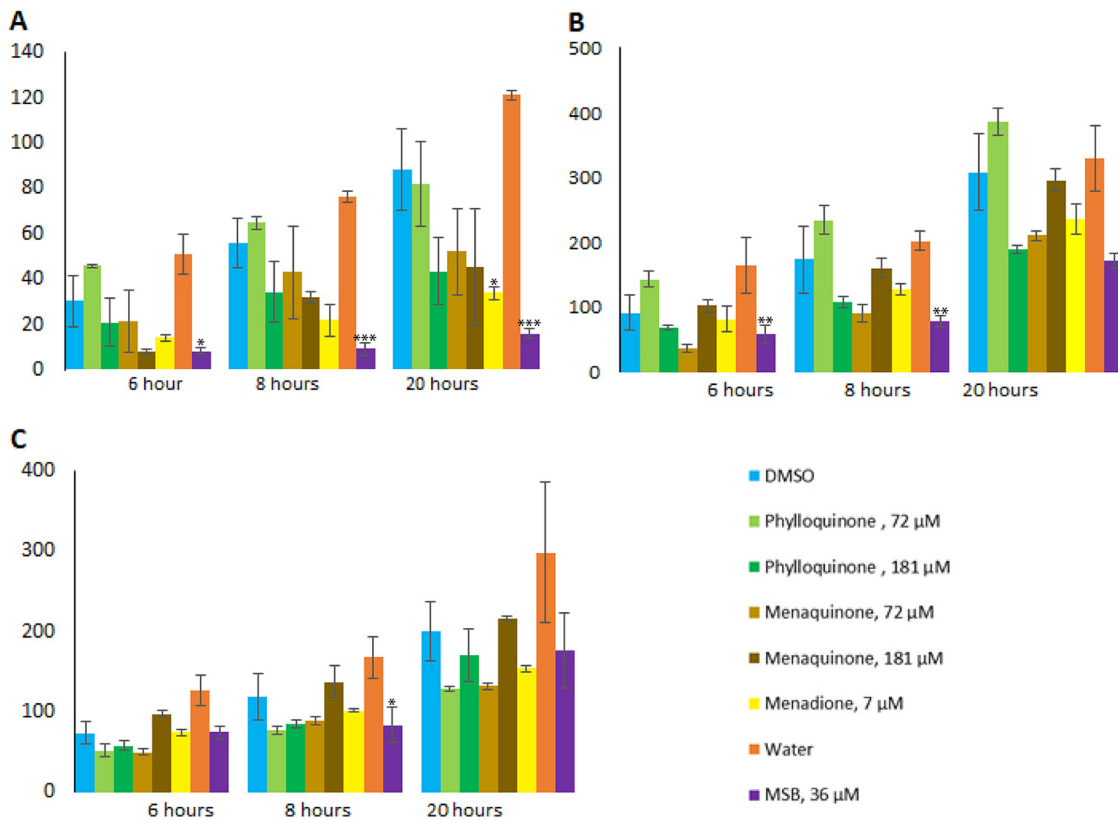 A
140
120
100
80
60
40
20
0
*
***
*
***
6 hour 8 hours 20 hours
B
500
400
300
200
100
0
**
**
6 hours 8 hours 20 hours
C
400
300
200
100
0
*
6 hours 8 hours 20 hours
DMSO
Phylloquinone , 72 µM
Phylloquinone , 181 µM
Menaquinone, 72 µM
Menaquinone, 181 µM
Menadione, 7 µM
Water
MSB, 36 µM